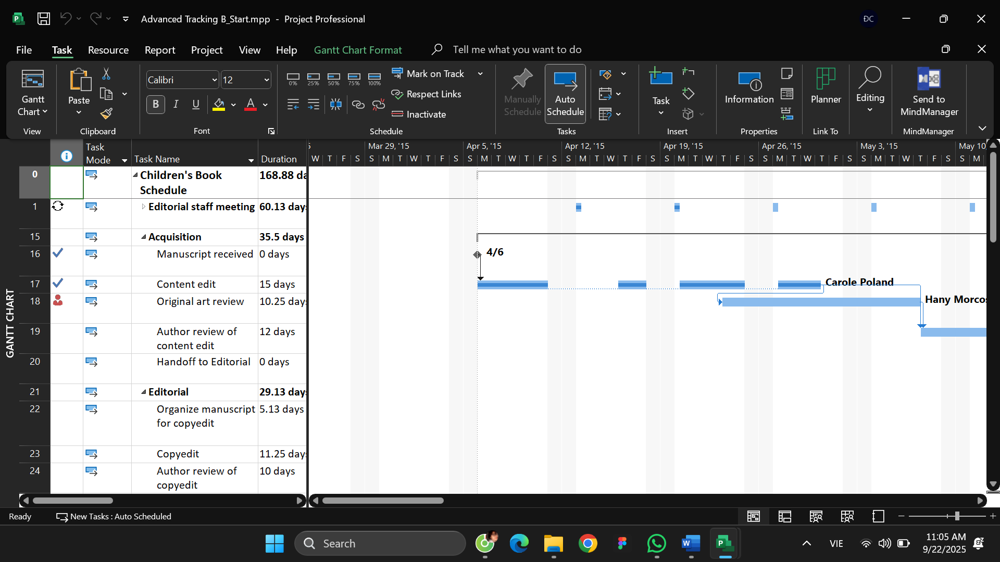 Advanced Tracking B_Start.mpp - Project Professional
ĐC
File Task Resource Report Project View Help Gantt Chart Format Tell me what you want to do
Gantt Chart
View
Paste
Clipboard
Calibri 12
B I U A
Font
0% 25% 50% 75% 100%
Mark on Track
Respect Links
Inactivate
Schedule
Manually Schedule
Auto Schedule
Tasks
Task
Insert
Information
Properties
Planner
Link To
Editing
Send to MindManager
MindManager
Task Mode Task Name Duration
5 Mar 29, '15 Apr 5, '15 Apr 12, '15 Apr 19, '15 Apr 26, '15 May 3, '15 May 10
W T F S S M T W T F S S M T W T F S S M T W T F S S M T W T F S S M T W T F S S M T W T F S S M
GANTT CHART
0 Children's Book Schedule 168.88 da
1 Editorial staff meeting 60.13 days
15 Acquisition 35.5 days
16 Manuscript received 0 days
4/6
17 Content edit 15 days
Carole Poland
18 Original art review 10.25 days
Hany Morcos
19 Author review of content edit 12 days
20 Handoff to Editorial 0 days
21 Editorial 29.13 days
22 Organize manuscript for copyedit 5.13 days
23 Copyedit 11.25 days
24 Author review of copyedit 10 days
Ready New Tasks : Auto Scheduled
Search
VIE
11:05 AM
9/22/2025